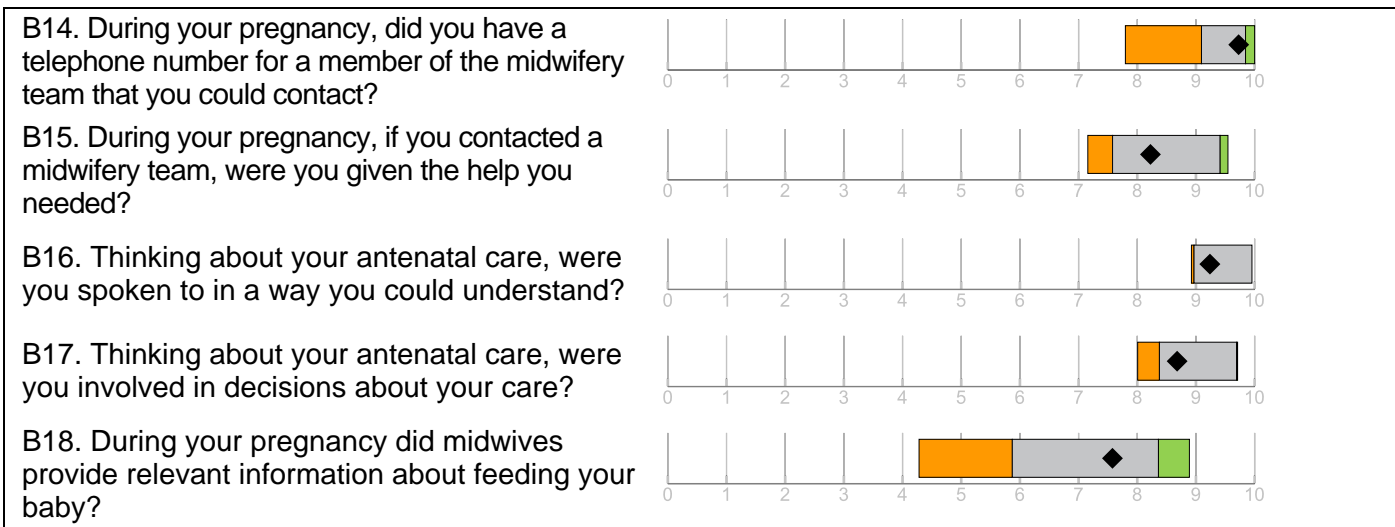 B14. During your pregnancy, did you have a
telephone number for a member of the midwifery
team that you could contact?
0 1 2 3 4 5 6 7 8 9 10
B15. During your pregnancy, if you contacted a
midwifery team, were you given the help you
needed?
0 1 2 3 4 5 6 7 8 9 10
B16. Thinking about your antenatal care, were
you spoken to in a way you could understand?
0 1 2 3 4 5 6 7 8 9 10
B17. Thinking about your antenatal care, were
you involved in decisions about your care?
0 1 2 3 4 5 6 7 8 9 10
B18. During your pregnancy did midwives
provide relevant information about feeding your
baby?
0 1 2 3 4 5 6 7 8 9 10